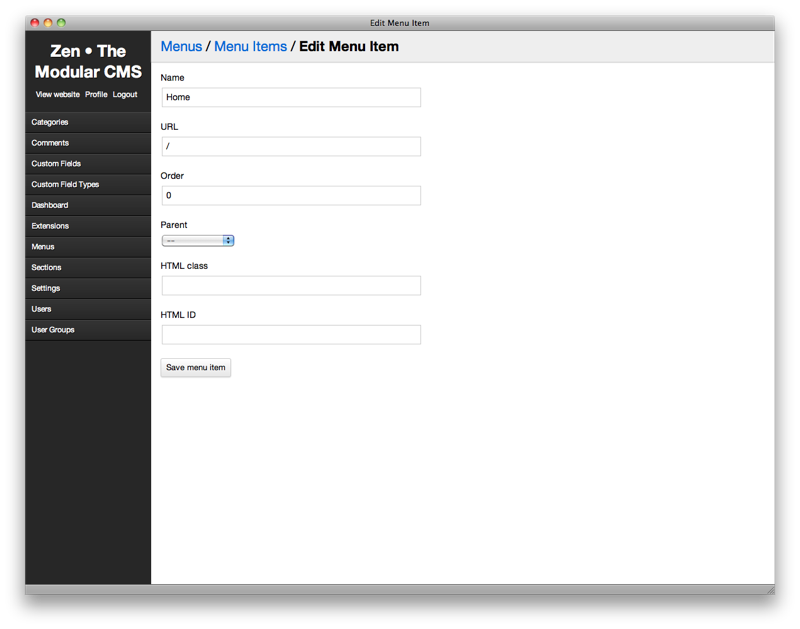 Edit Menu Item
Zen • The
Modular CMS
View website Profile Logout
Categories
Comments
Custom Fields
Custom Field Types
Dashboard
Extensions
Menus
Sections
Settings
Users
User Groups
Menus / Menu Items / Edit Menu Item
Name
Home
URL
/
Order
0
Parent
--
HTML class
HTML ID
Save menu item